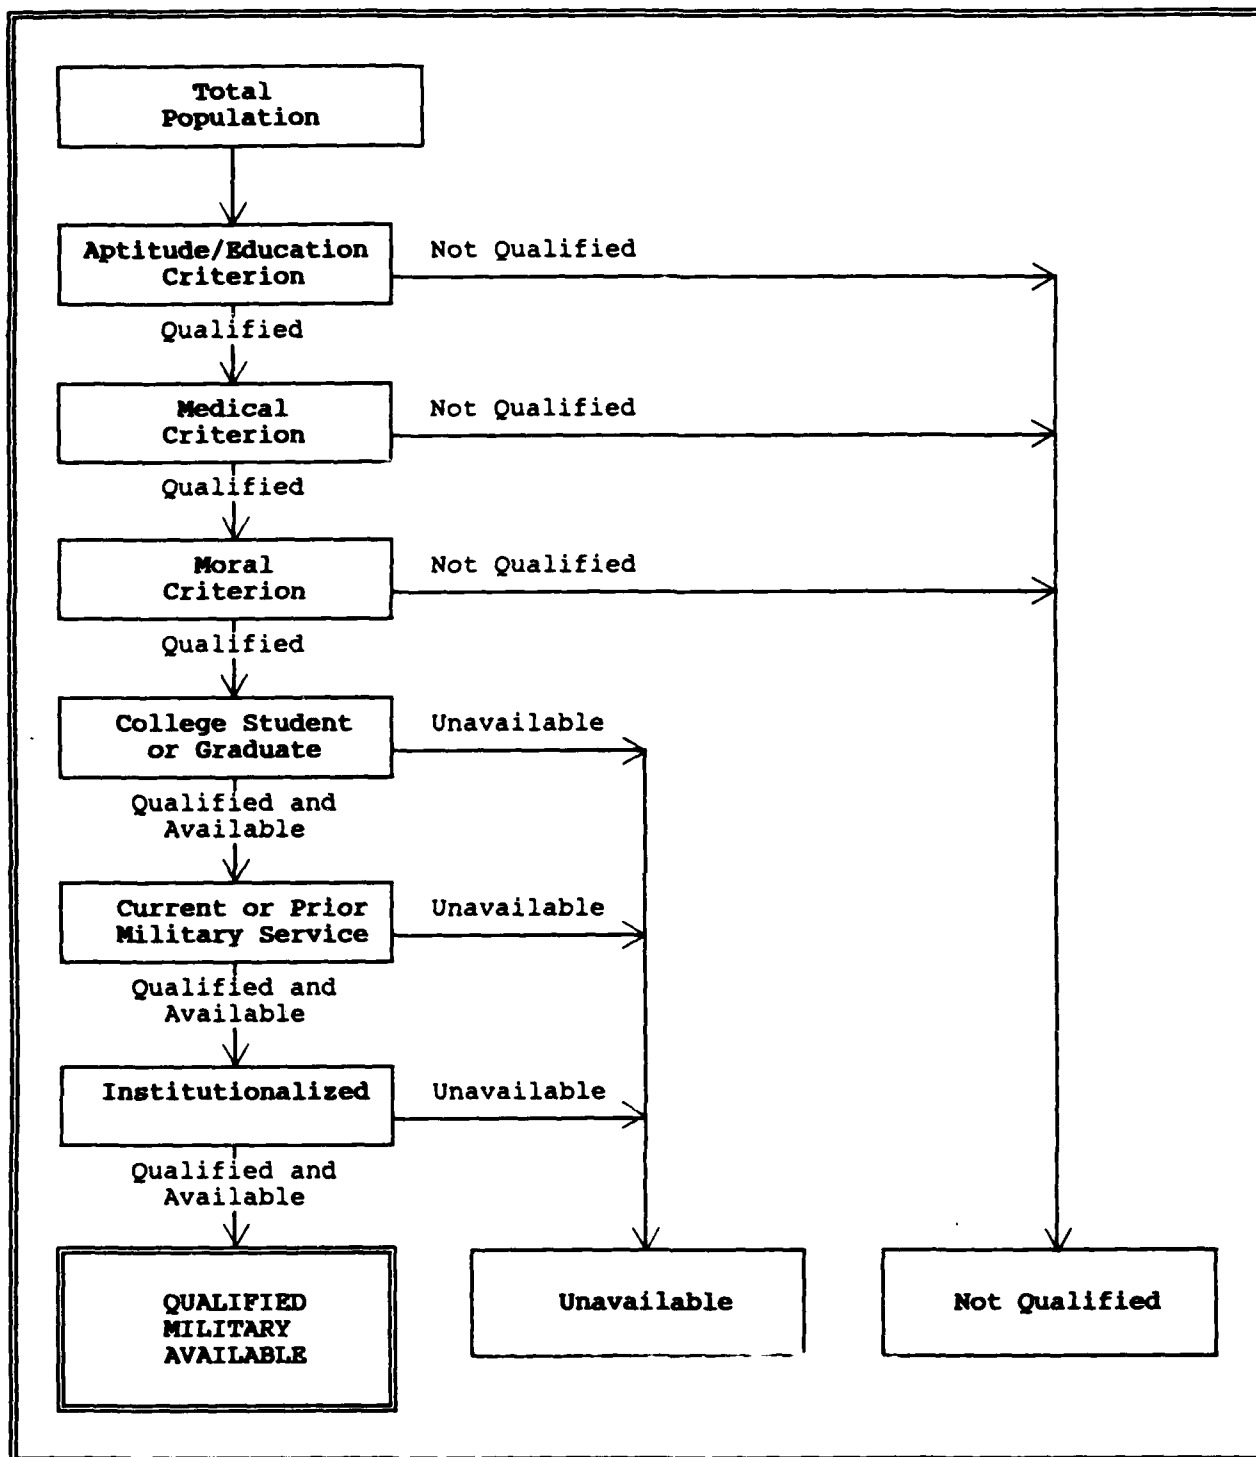 Total
Population
Aptitude/Education
Criterion
Not Qualified
Qualified
Medical
Criterion
Not Qualified
Qualified
Moral
Criterion
Not Qualified
Qualified
College Student
or Graduate
Unavailable
Qualified and
Available
Current or Prior
Military Service
Unavailable
Qualified and
Available
Institutionalized
Unavailable
Qualified and
Available
QUALIFIED
MILITARY
AVAILABLE
Unavailable
Not Qualified